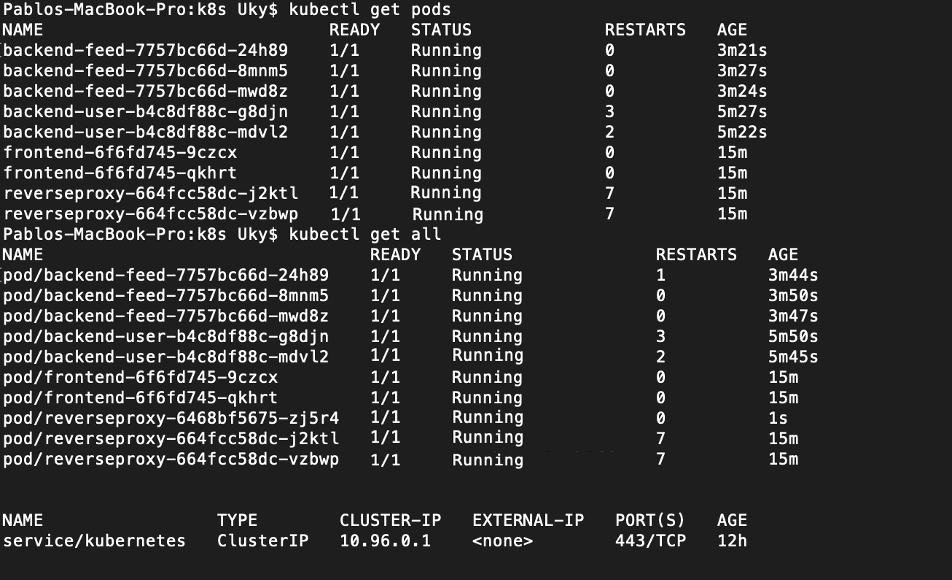 Pablos-MacBook-Pro:k8s Uky$ kubectl get pods
NAME READY STATUS RESTARTS AGE
backend-feed-7757bc66d-24h89 1/1 Running 0 3m21s
backend-feed-7757bc66d-8mnm5 1/1 Running 0 3m27s
backend-feed-7757bc66d-mwd8z 1/1 Running 0 3m24s
backend-user-b4c8df88c-g8djn 1/1 Running 3 5m27s
backend-user-b4c8df88c-mdvl2 1/1 Running 2 5m22s
frontend-6f6fd745-9czcx 1/1 Running 0 15m
frontend-6f6fd745-qkhrt 1/1 Running 0 15m
reverseproxy-664fcc58dc-j2ktl 1/1 Running 7 15m
reverseproxy-664fcc58dc-vzbwp 1/1 Running 7 15m
Pablos-MacBook-Pro:k8s Uky$ kubectl get all
NAME READY STATUS RESTARTS AGE
pod/backend-feed-7757bc66d-24h89 1/1 Running 1 3m44s
pod/backend-feed-7757bc66d-8mnm5 1/1 Running 0 3m50s
pod/backend-feed-7757bc66d-mwd8z 1/1 Running 0 3m47s
pod/backend-user-b4c8df88c-g8djn 1/1 Running 3 5m50s
pod/backend-user-b4c8df88c-mdvl2 1/1 Running 2 5m45s
pod/frontend-6f6fd745-9czcx 1/1 Running 0 15m
pod/frontend-6f6fd745-qkhrt 1/1 Running 0 15m
pod/reverseproxy-6468bf5675-zj5r4 1/1 Running 0 1s
pod/reverseproxy-664fcc58dc-j2ktl 1/1 Running 7 15m
pod/reverseproxy-664fcc58dc-vzbwp 1/1 Running 7 15m
NAME TYPE CLUSTER-IP EXTERNAL-IP PORT(S) AGE
service/kubernetes ClusterIP 10.96.0.1 <none> 443/TCP 12h